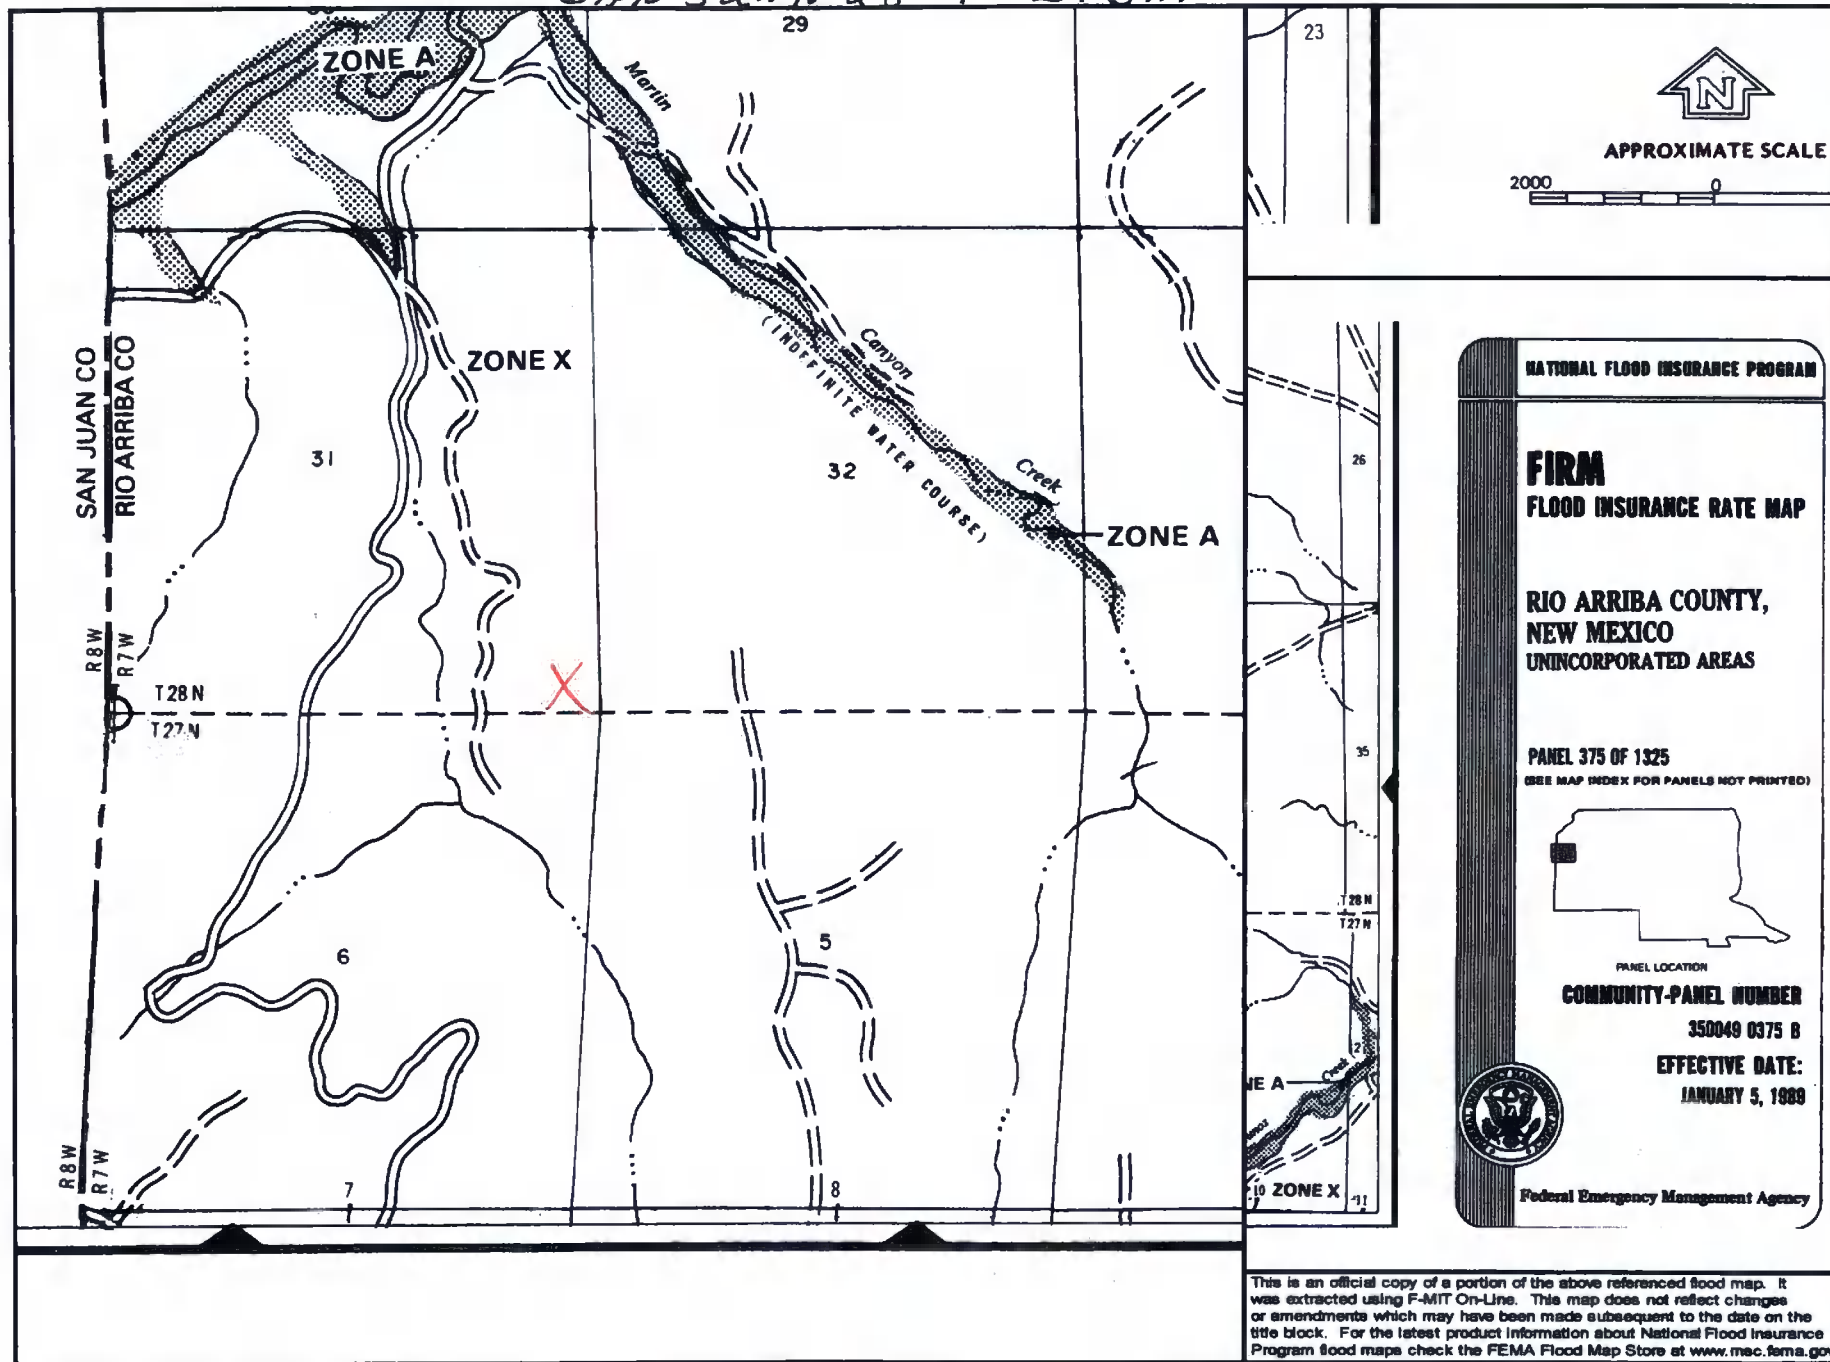 29
23
ZONE A
Martin
APPROXIMATE SCALE
2000 0
SAN JUAN CO
RIO ARRIBA CO
ZONE X
Canyon
(INDEFINITE WATER COURSE)
31
32
Creek
ZONE A
26
R8W
R7W
T28N
T27N
X
35
6
5
T28N
T27N
2
NE A
Creek
R8W
R7W
7
8
10 ZONE X 11
NATIONAL FLOOD INSURANCE PROGRAM
FIRM
FLOOD INSURANCE RATE MAP
RIO ARRIBA COUNTY,
NEW MEXICO
UNINCORPORATED AREAS
PANEL 375 OF 1325
(SEE MAP INDEX FOR PANELS NOT PRINTED)
PANEL LOCATION
COMMUNITY-PANEL NUMBER
350049 0375 B
EFFECTIVE DATE:
JANUARY 5, 1989
Federal Emergency Management Agency
This is an official copy of a portion of the above referenced flood map. It
was extracted using F-MIT On-Line. This map does not reflect changes
or amendments which may have been made subsequent to the date on the
title block. For the latest product information about National Flood Insurance
Program flood maps check the FEMA Flood Map Store at www.msc.fema.gov